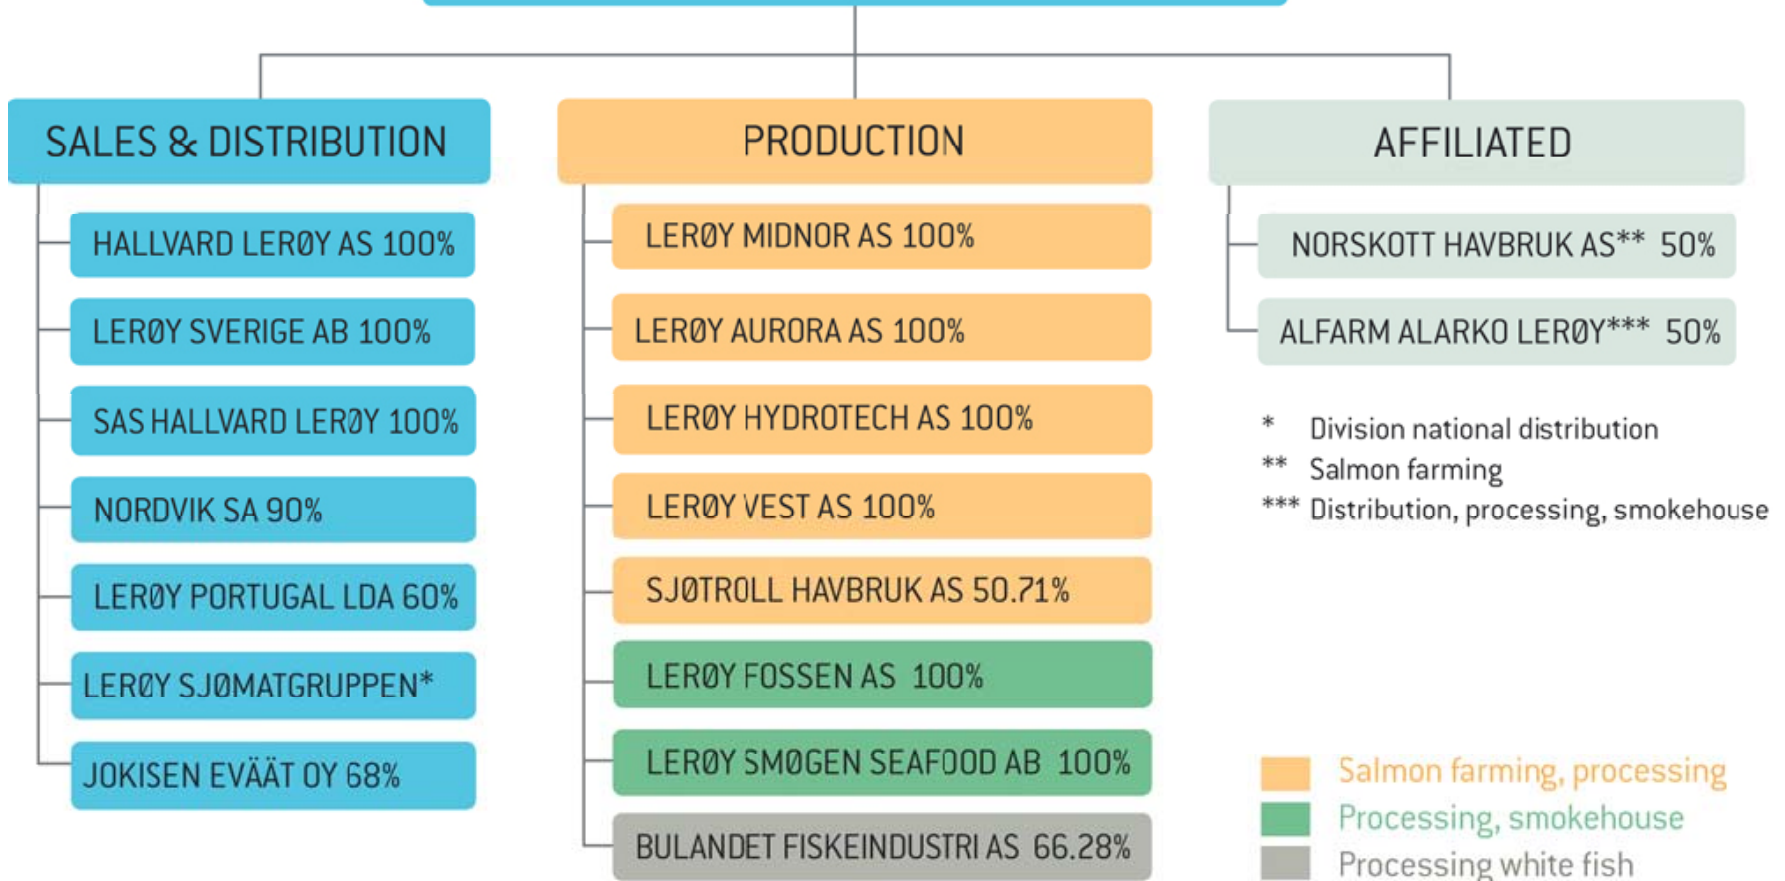 SALES & DISTRIBUTION
HALLVARD LERØY AS 100%
LERØY SVERIGE AB 100%
SAS HALLVARD LERØY 100%
NORDVIK SA 90%
LERØY PORTUGAL LDA 60%
LERØY SJØMATGRUPPEN*
JOKISEN EVÄÄT OY 68%
PRODUCTION
LERØY MIDNOR AS 100%
LERØY AURORA AS 100%
LERØY HYDROTECH AS 100%
LERØY VEST AS 100%
SJØTROLL HAVBRUK AS 50.71%
LERØY FOSSEN AS 100%
LERØY SMØGEN SEAFOOD AB 100%
BULANDET FISKEINDUSTRI AS 66.28%
AFFILIATED
NORSKOTT HAVBRUK AS** 50%
ALFARM ALARKO LERØY*** 50%
* Division national distribution
** Salmon farming
*** Distribution, processing, smokehouse
Salmon farming, processing
Processing, smokehouse
Processing white fish